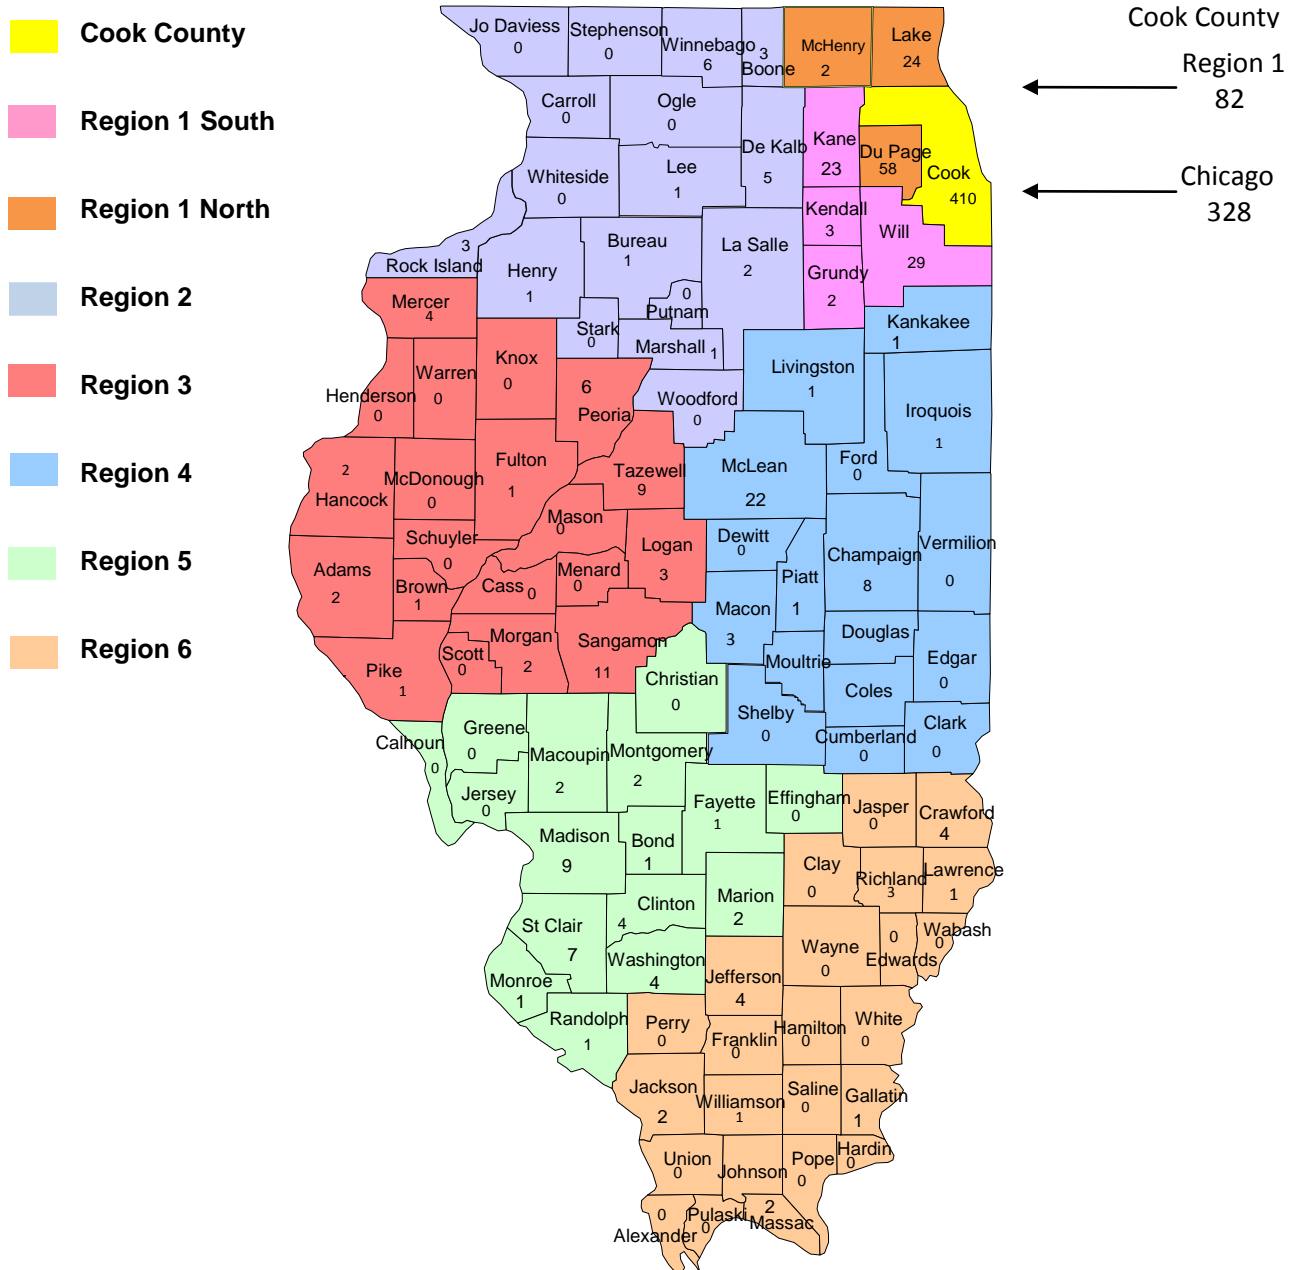 Cook County
Region 1 South
Region 1 North
Region 2
Region 3
Region 4
Region 5
Region 6
Cook County
Region 1
82
Chicago
328
Jo Daviess
0
Stephenson
0
Winnebago
6
3
Boone
McHenry
2
Lake
24
Carroll
0
Ogle
0
De Kalb
5
Kane
23
Du Page
58
Cook
410
Whiteside
0
Lee
1
Kendall
3
Will
29
3
Rock Island
Henry
1
Bureau
1
La Salle
2
Grundy
2
0
Putnam
Stark
0
Marshall 1
Kankakee
1
Mercer
4
Knox
0
Warren
0
Henderson
0
6
Peoria
Woodford
0
Livingston
1
Iroquois
1
2
Hancock
McDonough
0
Fulton
1
Tazewell
9
McLean
22
Ford
0
Mason
0
Schuyler
0
Logan
3
Dewitt
0
Champaign
8
Vermilion
0
Adams
2
Brown
1
Cass 0
Menard
0
Piatt
1
Macon
3
Morgan
2
Sangamon
11
Scott
0
Pike
1
Douglas
Moultrie
Edgar
0
Christian
0
Coles
Shelby
0
Cumberland
0
Clark
0
Calhoun
0
Greene
0
Macoupin
2
Montgomery
2
Jersey
0
Fayette
1
Effingham
0
Jasper
0
Crawford
4
Madison
9
Bond
1
Clay
0
Richland
3
Lawrence
1
Clinton
4
Marion
2
St Clair
7
Washington
4
Wayne
0
0
Edwards
Wabash
0
Monroe
1
Jefferson
4
Randolph
1
Perry
0
Franklin
0
Hamilton
0
White
0
Jackson
2
Williamson
1
Saline
0
Gallatin
1
Union
0
Johnson
Pope
0
Hardin
0
0
Alexander
Pulaski
0
2
Massac